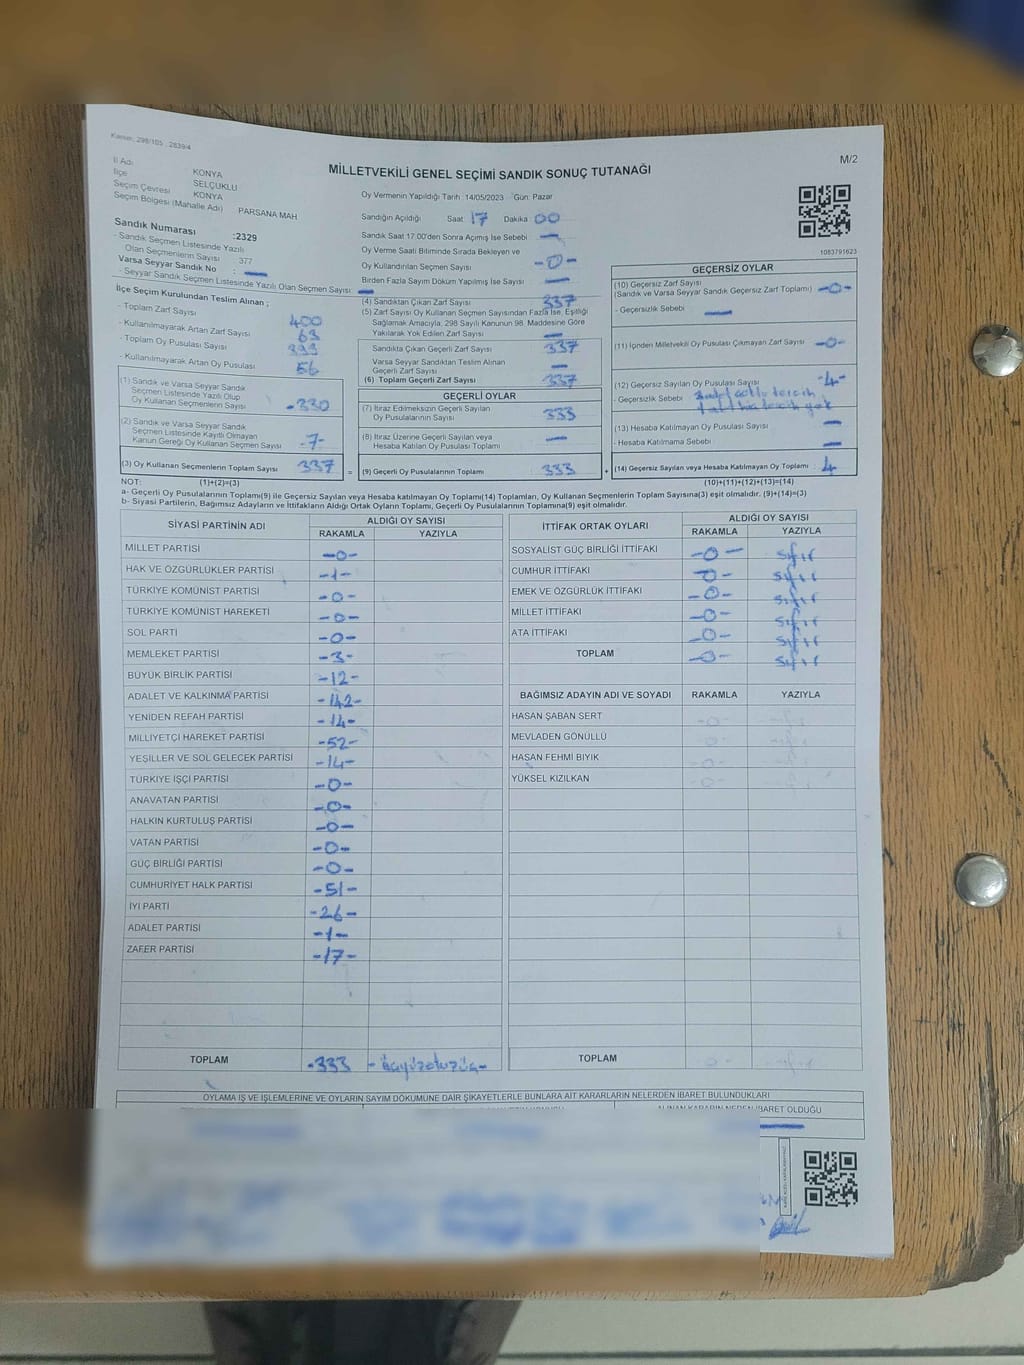 Kanun: 298/105 , 2839/4
M/2
MİLLETVEKİLİ GENEL SEÇİMİ SANDIK SONUÇ TUTANAĞI
İl Adı KONYA
İlçe SELÇUKLU
Seçim Çevresi KONYA
Seçim Bölgesi (Mahalle Adı) PARSANA MAH
Sandık Numarası :2329
- Sandık Seçmen Listesinde Yazılı
Olan Seçmenlerin Sayısı 377
Varsa Seyyar Sandık No :
- Seyyar Sandık Seçmen Listesinde Yazılı Olan Seçmen Sayısı:
İlçe Seçim Kurulundan Teslim Alınan ;
- Toplam Zarf Sayısı 400
- Kullanılmayarak Artan Zarf Sayısı 63
- Toplam Oy Pusulası Sayısı 393
- Kullanılmayarak Artan Oy Pusulası 56
(1) Sandık ve Varsa Seyyar Sandık
Seçmen Listesinde Yazılı Olup
Oy Kullanan Seçmenlerin Sayısı -330
(2) Sandık ve Varsa Seyyar Sandık
Seçmen Listesinde Kayıtlı Olmayan
Kanun Gereği Oy Kullanan Seçmen Sayısı -7-
(3) Oy Kullanan Seçmenlerin Toplam Sayısı 337 =
Oy Vermenin Yapıldığı Tarih: 14/05/2023 Gün: Pazar
Sandığın Açıldığı Saat 17 Dakika 00
Sandık Saat 17:00'den Sonra Açımış İse Sebebi —
Oy Verme Saati Bitiminde Sırada Bekleyen ve
Oy Kullandırılan Seçmen Sayısı -0-
Birden Fazla Sayım Döküm Yapılmış İse Sayısı —
(4) Sandıktan Çıkan Zarf Sayısı 337
(5) Zarf Sayısı Oy Kullanan Seçmen Sayısından Fazla İse, Eşitliği
Sağlamak Amacıyla; 298 Sayılı Kanunun 98. Maddesine Göre
Yakılarak Yok Edilen Zarf Sayısı —
Sandıkta Çıkan Geçerli Zarf Sayısı 337
Varsa Seyyar Sandıktan Teslim Alınan
Geçerli Zarf Sayısı —
(6) Toplam Geçerli Zarf Sayısı 337
GEÇERLİ OYLAR
(7) İtiraz Edilmeksizin Geçerli Sayılan
Oy Pusulalarının Sayısı 333
(8) İtiraz Üzerine Geçerli Sayılan veya
Hesaba Katılan Oy Pusulası Toplamı —
(9) Geçerli Oy Pusulalarının Toplamı 333 +
1083791623
GEÇERSİZ OYLAR
(10) Geçersiz Zarf Sayısı
(Sandık ve Varsa Seyyar Sandık Geçersiz Zarf Toplamı) -0-
- Geçersizlik Sebebi —
(11) İçinden Milletvekili Oy Pusulası Çıkmayan Zarf Sayısı -0-
(12) Geçersiz Sayılan Oy Pusulası Sayısı -4-
- Geçersizlik Sebebi
(13) Hesaba Katılmayan Oy Pusulası Sayısı —
- Hesaba Katılmama Sebebi —
(14) Geçersiz Sayılan veya Hesaba Katılmayan Oy Toplamı : 4
NOT: (1)+(2)=(3) (10)+(11)+(12)+(13)=(14)
a- Geçerli Oy Pusulalarının Toplamı(9) ile Geçersiz Sayılan veya Hesaba katılmayan Oy Toplamı(14) Toplamları, Oy Kullanan Seçmenlerin Toplam Sayısına(3) eşit olmalıdır. (9)+(14)=(3)
b- Siyasi Partilerin, Bağımsız Adayların ve İttifakların Aldığı Ortak Oyların Toplamı, Geçerli Oy Pusulalarının Toplamına(9) eşit olmalıdır.
SİYASİ PARTİNİN ADI ALDIĞI OY SAYISI
RAKAMLA YAZIYLA
MİLLET PARTİSİ -0-
HAK VE ÖZGÜRLÜKLER PARTİSİ -1-
TÜRKİYE KOMÜNİST PARTİSİ -0-
TÜRKİYE KOMÜNİST HAREKETİ -0-
SOL PARTİ -0-
MEMLEKET PARTİSİ -3-
BÜYÜK BİRLİK PARTİSİ -12-
ADALET VE KALKINMA PARTİSİ -142-
YENİDEN REFAH PARTİSİ -14-
MİLLİYETÇİ HAREKET PARTİSİ -52-
YEŞİLLER VE SOL GELECEK PARTİSİ -14-
TÜRKİYE İŞÇİ PARTİSİ -0-
ANAVATAN PARTİSİ -0-
HALKIN KURTULUŞ PARTİSİ -0-
VATAN PARTİSİ -0-
GÜÇ BİRLİĞİ PARTİSİ -0-
CUMHURİYET HALK PARTİSİ -51-
İYİ PARTİ -26-
ADALET PARTİSİ -1-
ZAFER PARTİSİ -17-
TOPLAM -333 -üçyüzotuzüç-
İTTİFAK ORTAK OYLARI ALDIĞI OY SAYISI
RAKAMLA YAZIYLA
SOSYALİST GÜÇ BİRLİĞİ İTTİFAKI -0- sıfır
CUMHUR İTTİFAKI -0- sıfır
EMEK VE ÖZGÜRLÜK İTTİFAKI -0- sıfır
MİLLET İTTİFAKI -0- sıfır
ATA İTTİFAKI -0- sıfır
TOPLAM -0- sıfır
BAĞIMSIZ ADAYIN ADI VE SOYADI RAKAMLA YAZIYLA
HASAN ŞABAN SERT -0-
MEVLADEN GÖNÜLLÜ -0-
HASAN FEHMİ BIYIK -0-
YÜKSEL KIZILKAN -0-
TOPLAM -0-
OYLAMA İŞ VE İŞLEMLERİNE VE OYLARIN SAYIM DÖKÜMÜNE DAİR ŞİKAYETLERLE BUNLARA AİT KARARLARIN NELERDEN İBARET BULUNDUKLARI
ALINAN KARARIN NEDEN İBARET OLDUĞU